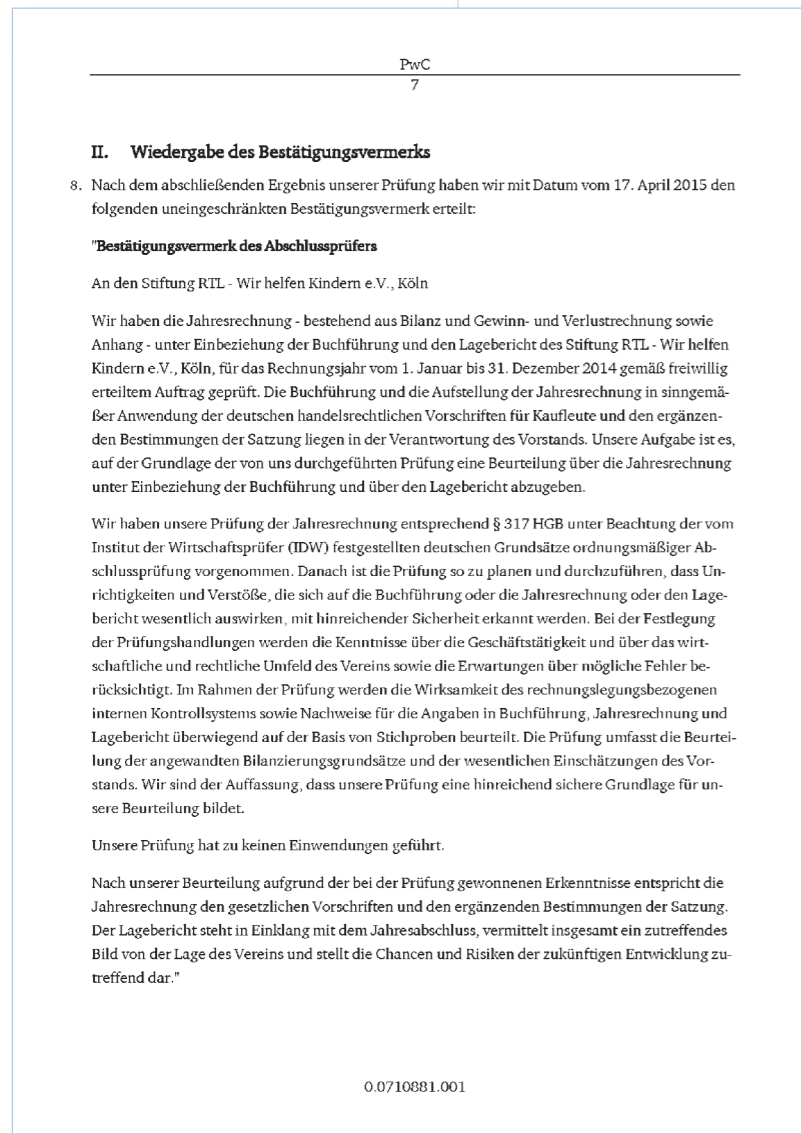 PwC
7
II. Wiedergabe des Bestätigungsvermerks
8. Nach dem abschließenden Ergebnis unserer Prüfung haben wir mit Datum vom 17. April 2015 den
folgenden uneingeschränkten Bestätigungsvermerk erteilt:
"Bestätigungsvermerk des Abschlussprüfers
An den Stiftung RTL - Wir helfen Kindern e.V., Köln
Wir haben die Jahresrechnung - bestehend aus Bilanz und Gewinn- und Verlustrechnung sowie
Anhang - unter Einbeziehung der Buchführung und den Lagebericht des Stiftung RTL - Wir helfen
Kindern e.V., Köln, für das Rechnungsjahr vom 1. Januar bis 31. Dezember 2014 gemäß freiwillig
erteiltem Auftrag geprüft. Die Buchführung und die Aufstellung der Jahresrechnung in sinngemä-
ßer Anwendung der deutschen handelsrechtlichen Vorschriften für Kaufleute und den ergänzen-
den Bestimmungen der Satzung liegen in der Verantwortung des Vorstands. Unsere Aufgabe ist es,
auf der Grundlage der von uns durchgeführten Prüfung eine Beurteilung über die Jahresrechnung
unter Einbeziehung der Buchführung und über den Lagebericht abzugeben.
Wir haben unsere Prüfung der Jahresrechnung entsprechend § 317 HGB unter Beachtung der vom
Institut der Wirtschaftsprüfer (IDW) festgestellten deutschen Grundsätze ordnungsmäßiger Ab-
schlussprüfung vorgenommen. Danach ist die Prüfung so zu planen und durchzuführen, dass Un-
richtigkeiten und Verstöße, die sich auf die Buchführung oder die Jahresrechnung oder den Lage-
bericht wesentlich auswirken, mit hinreichender Sicherheit erkannt werden. Bei der Festlegung
der Prüfungshandlungen werden die Kenntnisse über die Geschäftstätigkeit und über das wirt-
schaftliche und rechtliche Umfeld des Vereins sowie die Erwartungen über mögliche Fehler be-
rücksichtigt. Im Rahmen der Prüfung werden die Wirksamkeit des rechnungslegungsbezogenen
internen Kontrollsystems sowie Nachweise für die Angaben in Buchführung, Jahresrechnung und
Lagebericht überwiegend auf der Basis von Stichproben beurteilt. Die Prüfung umfasst die Beurtei-
lung der angewandten Bilanzierungsgrundsätze und der wesentlichen Einschätzungen des Vor-
stands. Wir sind der Auffassung, dass unsere Prüfung eine hinreichend sichere Grundlage für un-
sere Beurteilung bildet.
Unsere Prüfung hat zu keinen Einwendungen geführt.
Nach unserer Beurteilung aufgrund der bei der Prüfung gewonnenen Erkenntnisse entspricht die
Jahresrechnung den gesetzlichen Vorschriften und den ergänzenden Bestimmungen der Satzung.
Der Lagebericht steht in Einklang mit dem Jahresabschluss, vermittelt insgesamt ein zutreffendes
Bild von der Lage des Vereins und stellt die Chancen und Risiken der zukünftigen Entwicklung zu-
treffend dar."
0.0710881.001